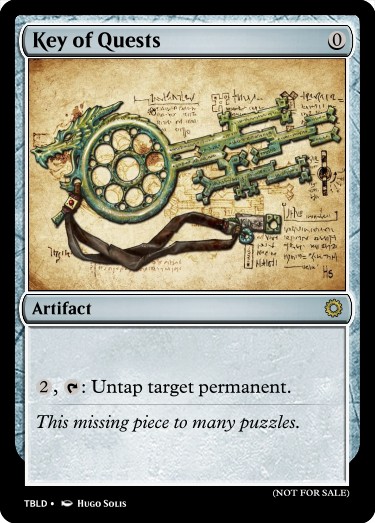 Key of Quests 0
Artifact
2, : Untap target permanent.
This missing piece to many puzzles.
(NOT FOR SALE)
TBLD • Hugo Solis
HS